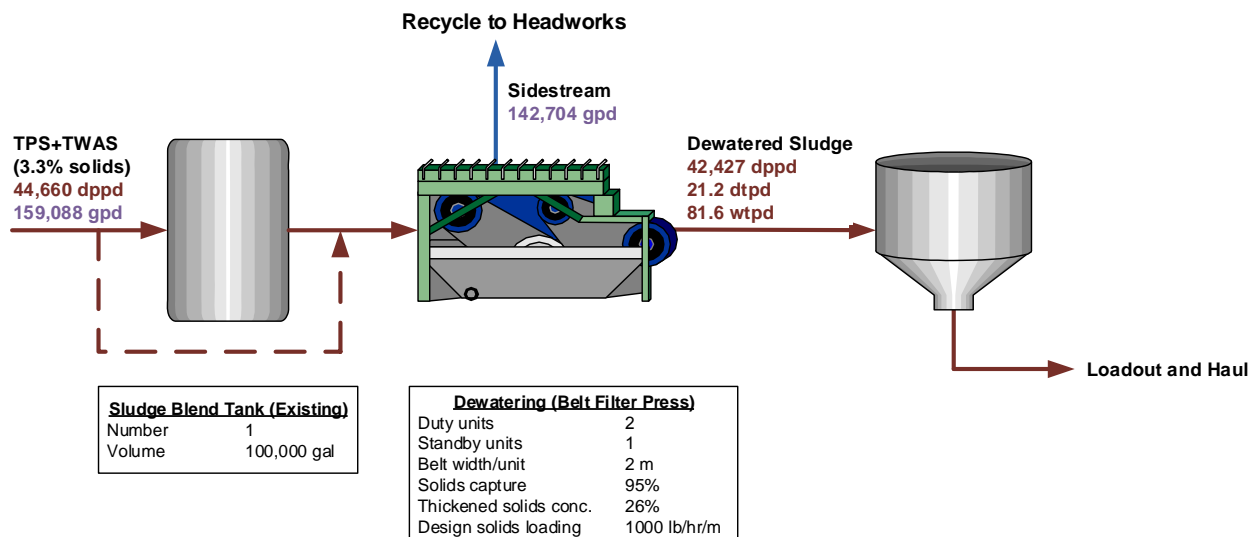 Recycle to Headworks
Sidestream
142,704 gpd
TPS+TWAS
(3.3% solids)
44,660 dppd
159,088 gpd
Dewatered Sludge
42,427 dppd
21.2 dtpd
81.6 wtpd
Loadout and Haul
Sludge Blend Tank (Existing)
Number 1
Volume 100,000 gal
Dewatering (Belt Filter Press)
Duty units 2
Standby units 1
Belt width/unit 2 m
Solids capture 95%
Thickened solids conc. 26%
Design solids loading 1000 lb/hr/m